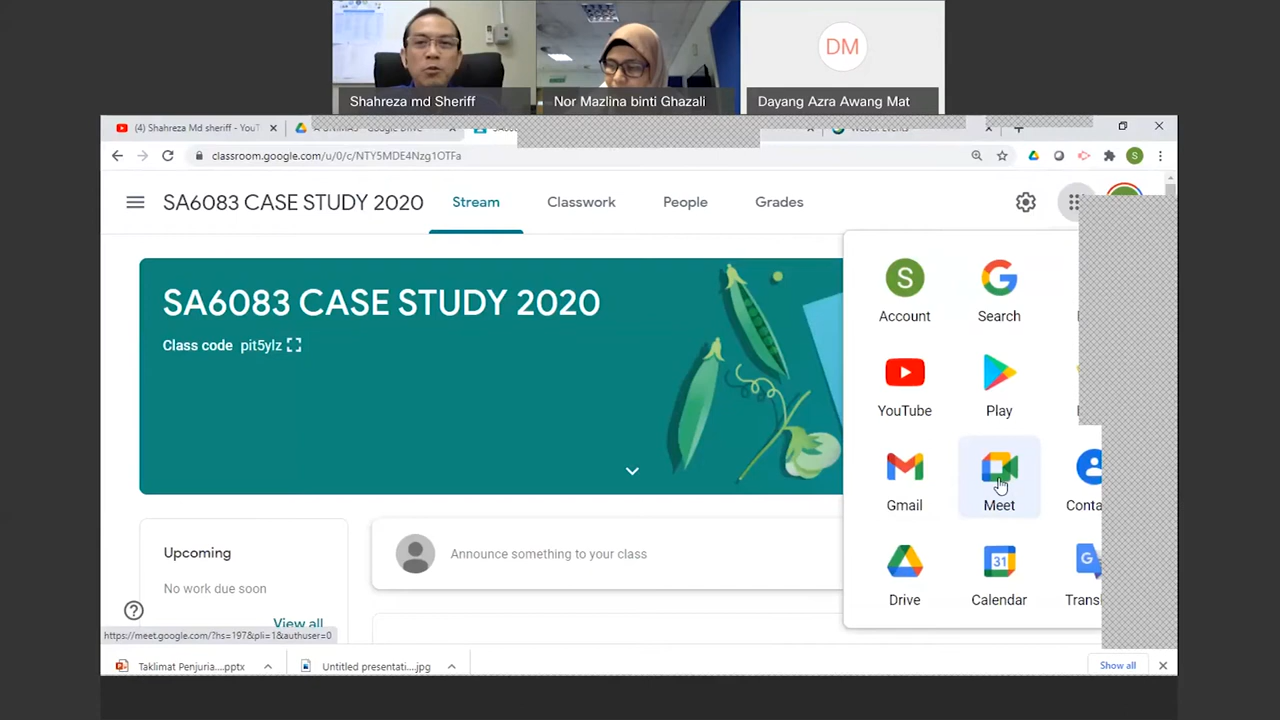 Shahreza md Sheriff
Nor Mazlina binti Ghazali
DM
Dayang Azra Awang Mat
(4) Shahreza Md sheriff - YouT
Google Drive
classroom.google.com/u/0/c/NTY5MDE4Nzg1OTFa
S
SA6083 CASE STUDY 2020
Stream
Classwork
People
Grades
SA6083 CASE STUDY 2020
Class code pit5ylz
S
Account
Search
YouTube
Play
Gmail
Meet
Conta
Drive
31
Calendar
G
Transl
Upcoming
No work due soon
View all
Announce something to your class
https://meet.google.com/?hs=197&pli=1&authuser=0
Taklimat Penjuria....pptx
Untitled presentati....jpg
Show all